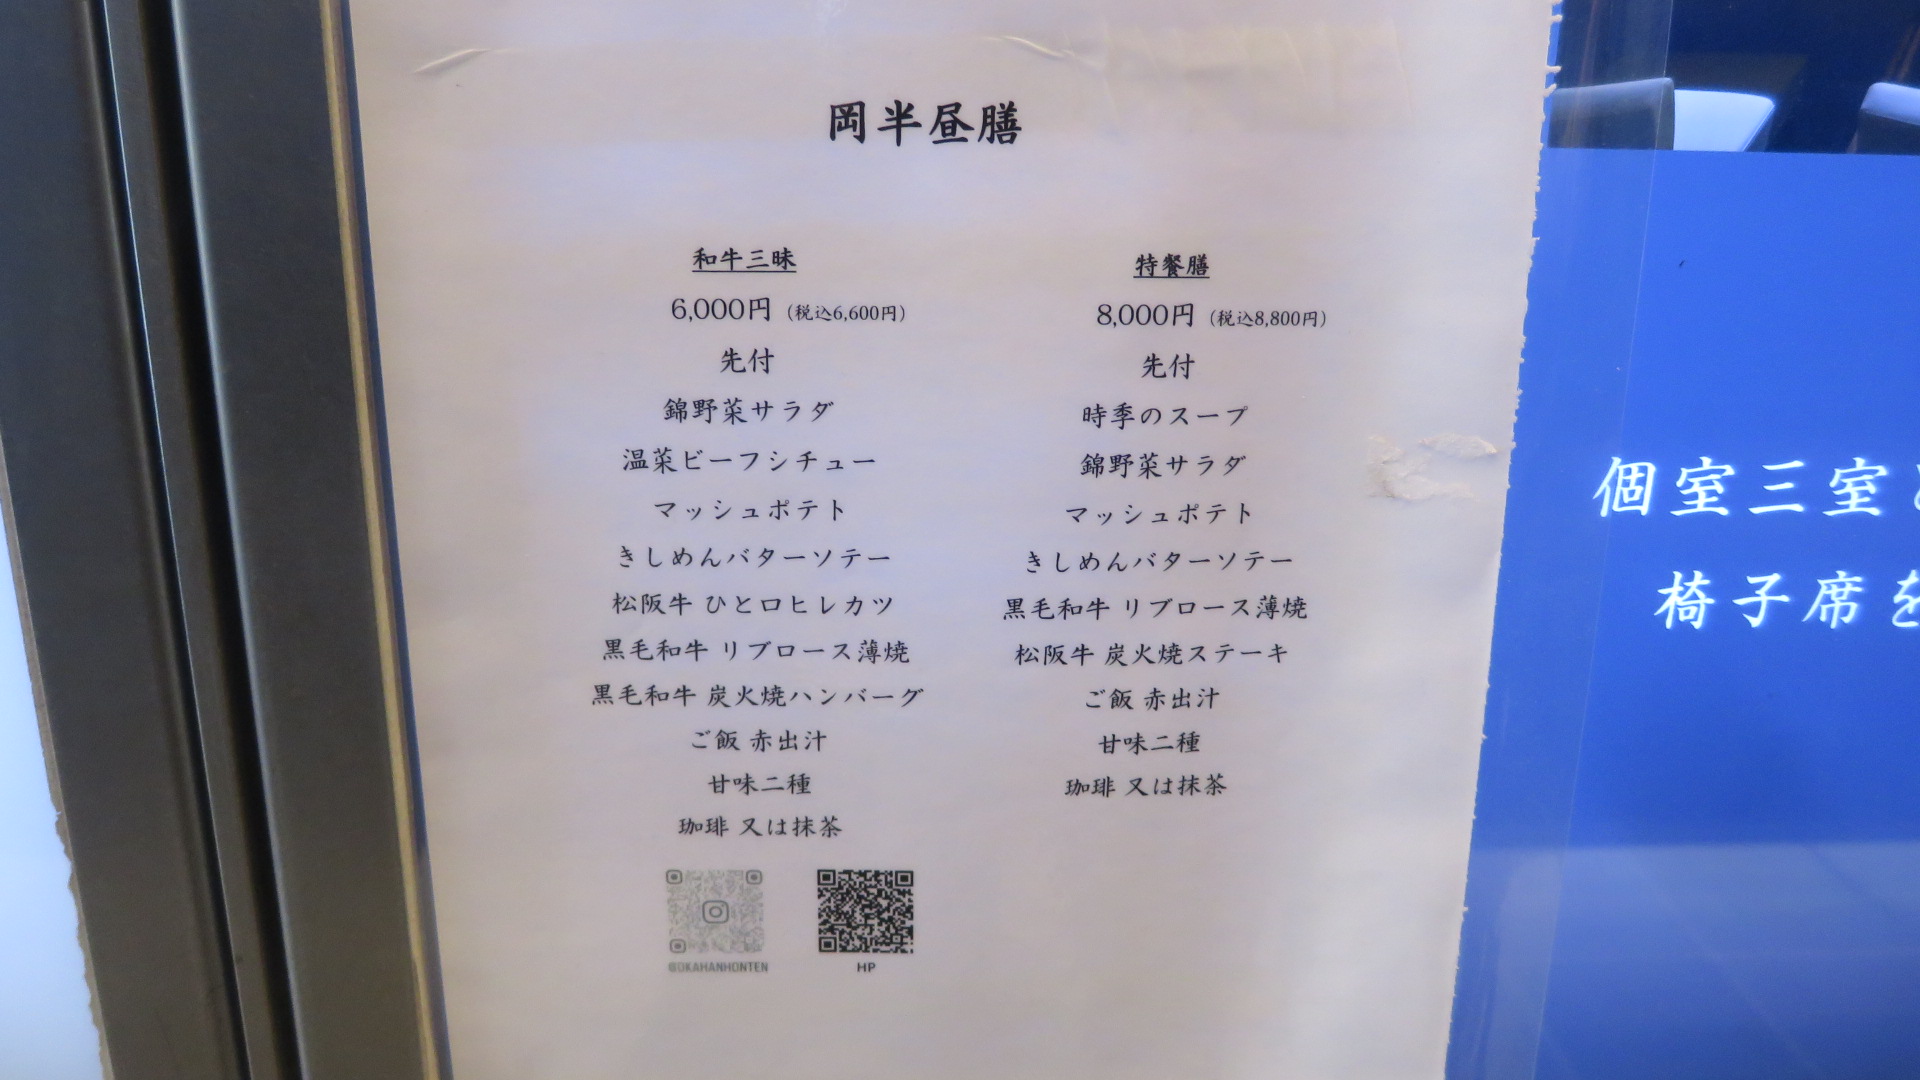 岡半昼膳
和牛三昧
6,000円（税込6,600円）
先付
錦野菜サラダ
温菜ビーフシチュー
マッシュポテト
きしめんバターソテー
松阪牛 ひと口ヒレカツ
黒毛和牛 リブロース薄焼
黒毛和牛 炭火焼ハンバーグ
ご飯 赤出汁
甘味二種
珈琲 又は抹茶
特餐膳
8,000円（税込8,800円）
先付
時季のスープ
錦野菜サラダ
マッシュポテト
きしめんバターソテー
黒毛和牛 リブロース薄焼
松阪牛 炭火焼ステーキ
ご飯 赤出汁
甘味二種
珈琲 又は抹茶
@OKAHANHONTEN
HP
個室三室と
椅子席を